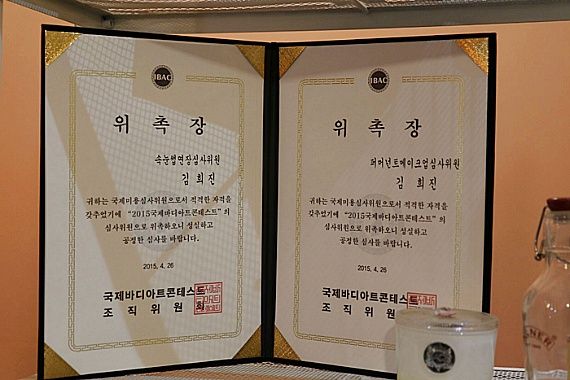 IBAC
위 촉 장
속눈썹연장심사위원
김 희 진
귀하는 국제미용심사위원으로서 적격한 자격을
갖추었기에 "2015국제바디아트콘테스트"의
심사위원으로 위촉하오니 성실하고
공정한 심사를 바랍니다.
2015. 4. 26
국제바디아트콘테스트
조 직 위 원 회
IBAC
위 촉 장
퍼머넌트메이크업심사위원
김 희 진
귀하는 국제미용심사위원으로서 적격한 자격을
갖추었기에 "2015국제바디아트콘테스트"의
심사위원으로 위촉하오니 성실하고
공정한 심사를 바랍니다.
2015. 4. 26
국제바디아트콘테스트
조 직 위 원